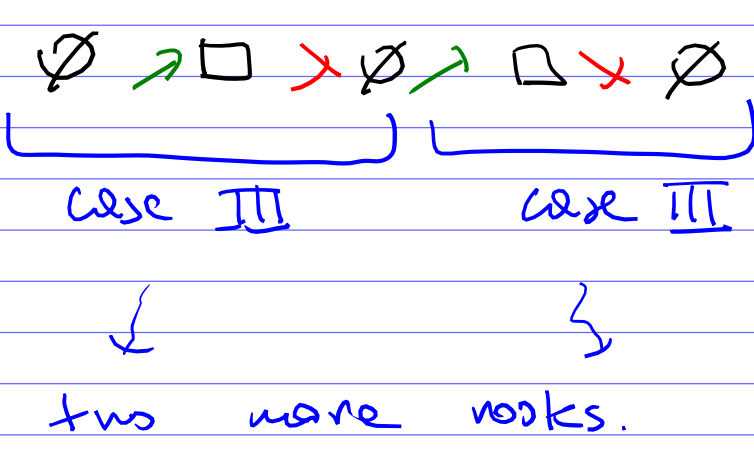 ∅ ↗ □ ↘ ∅ ↗ □ ↘ ∅
case III case III
two more rooks.